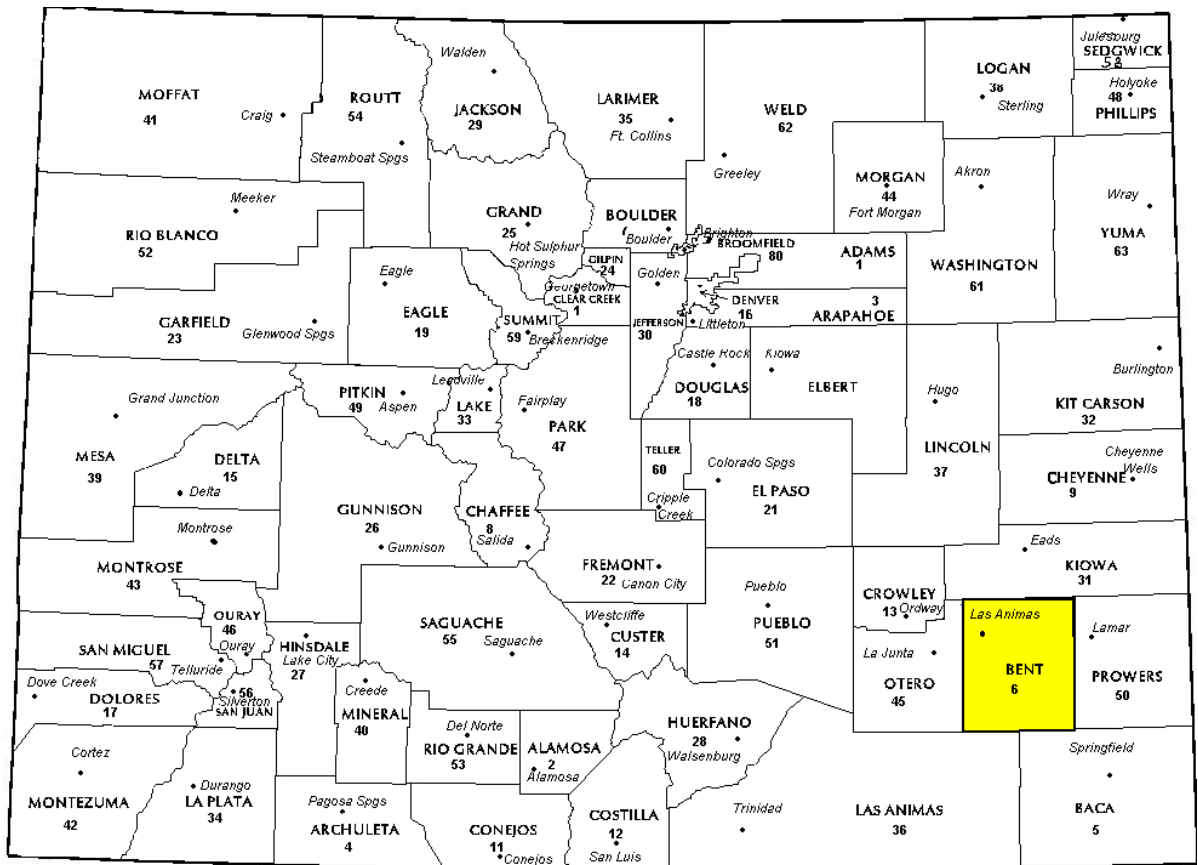 Walden
Julesburg
SEDGWICK
58
LOGAN
38
Sterling
Holyoke
48
PHILLIPS
MOFFAT
41
Craig
ROUTT
54
Steamboat Spgs
JACKSON
29
LARIMER
35
Ft. Collins
WELD
62
Greeley
MORGAN
44
Fort Morgan
Akron
Wray
YUMA
63
Meeker
RIO BLANCO
52
GRAND
25
Hot Sulphur
Springs
BOULDER
Boulder
Brighton
BROOMFIELD
80
ADAMS
1
WASHINGTON
61
GILPIN
24
Golden
Georgetown
CLEAR CREEK
1
DENVER
16
3
ARAPAHOE
Eagle
EAGLE
19
GARFIELD
23
Glenwood Spgs
SUMMIT
59
Breckenridge
JEFFERSON
30
Littleton
Castle Rock
DOUGLAS
18
Kiowa
ELBERT
Hugo
LINCOLN
37
Burlington
KIT CARSON
32
Grand Junction
MESA
39
PITKIN
49
Aspen
Leadville
LAKE
33
Fairplay
PARK
47
TELLER
60
Cripple
Creek
Colorado Spgs
EL PASO
21
Cheyenne
Wells
CHEYENNE
9
DELTA
15
Delta
GUNNISON
26
Gunnison
CHAFFEE
8
Salida
Montrose
MONTROSE
43
FREMONT
22
Canon City
Pueblo
PUEBLO
51
CROWLEY
13
Ordway
Eads
KIOWA
31
OURAY
46
Ouray
HINSDALE
Lake City
27
SAGUACHE
55
Saguache
Westcliffe
CUSTER
14
La Junta
OTERO
45
Las Animas
BENT
6
Lamar
PROWERS
50
SAN MIGUEL
57
Telluride
Dove Creek
DOLORES
17
56
Silverton
SAN JUAN
Creede
MINERAL
40
Del Norte
RIO GRANDE
53
ALAMOSA
2
Alamosa
HUERFANO
28
Walsenburg
Cortez
MONTEZUMA
42
Durango
LA PLATA
34
Pagosa Spgs
ARCHULETA
4
CONEJOS
11
Conejos
COSTILLA
12
San Luis
Trinidad
LAS ANIMAS
36
Springfield
BACA
5